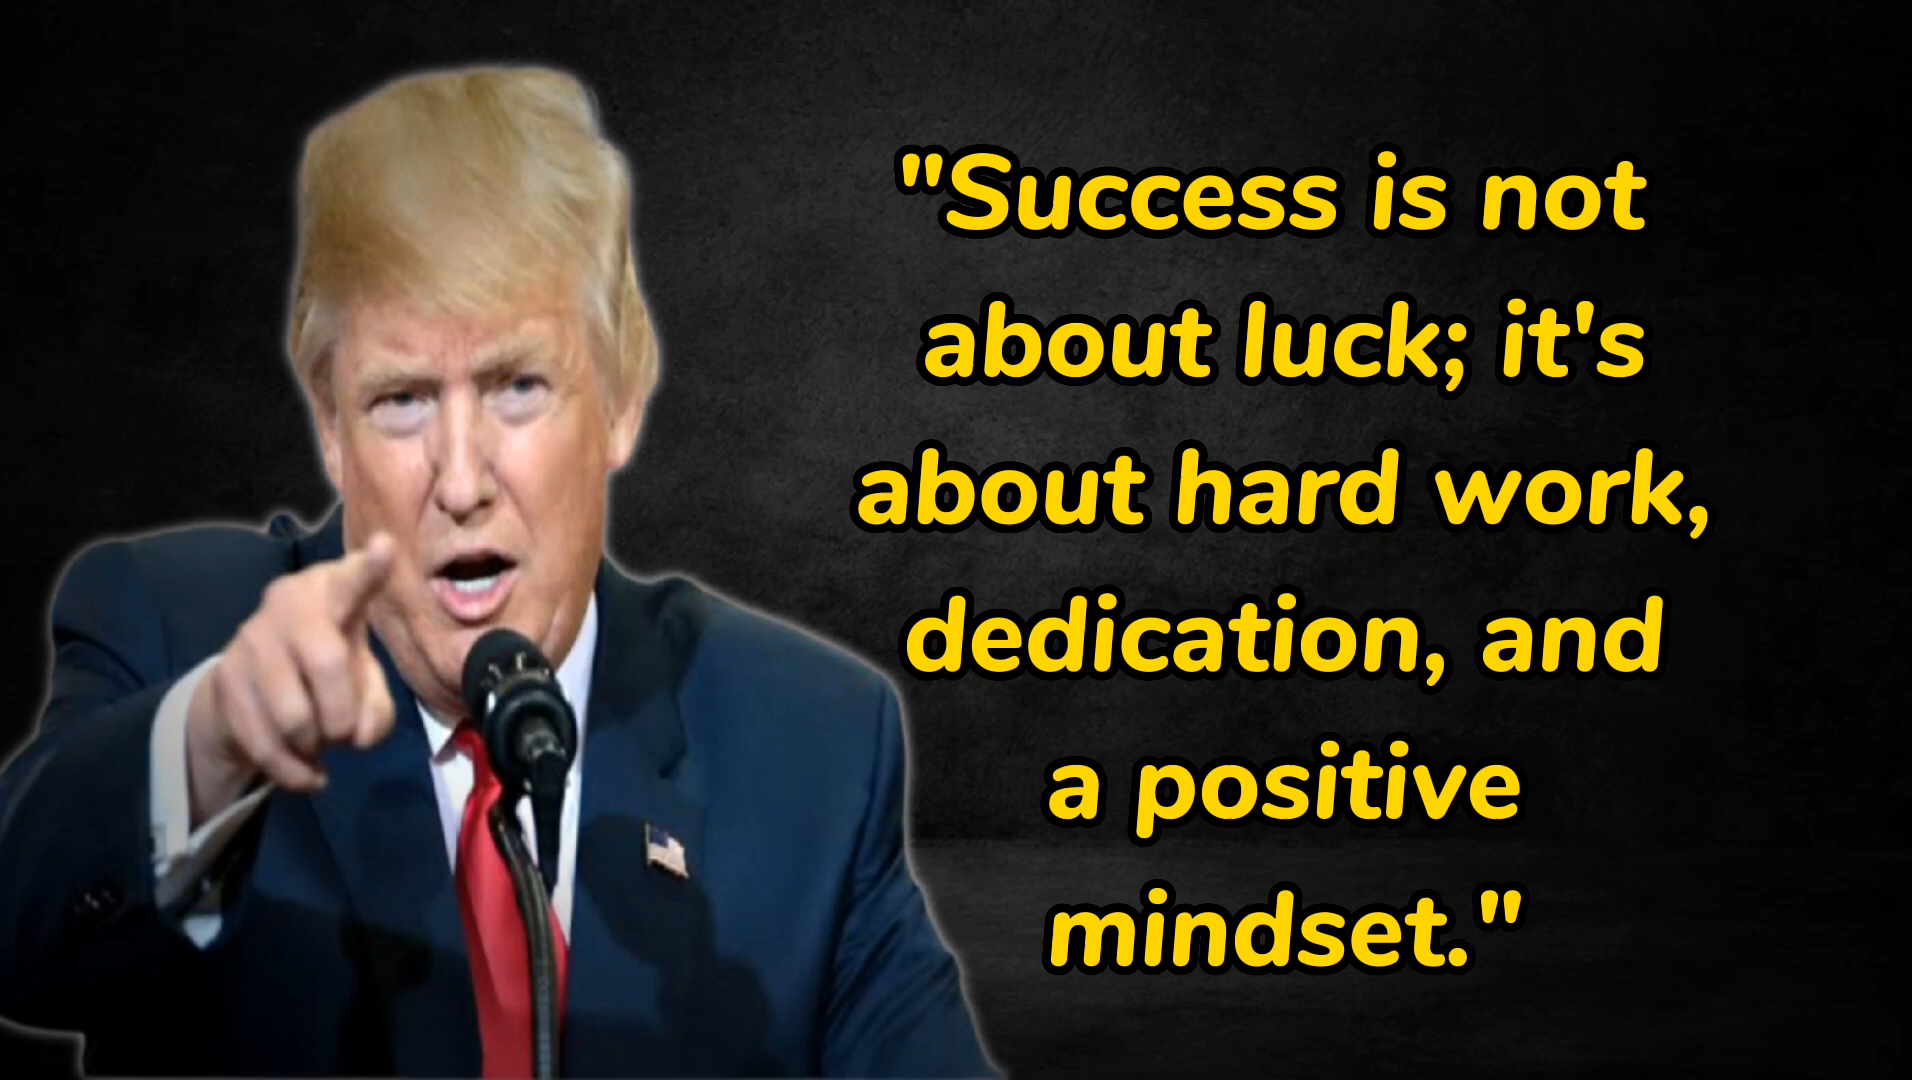 "Success is not
about luck; it's
about hard work,
dedication, and
a positive
mindset."